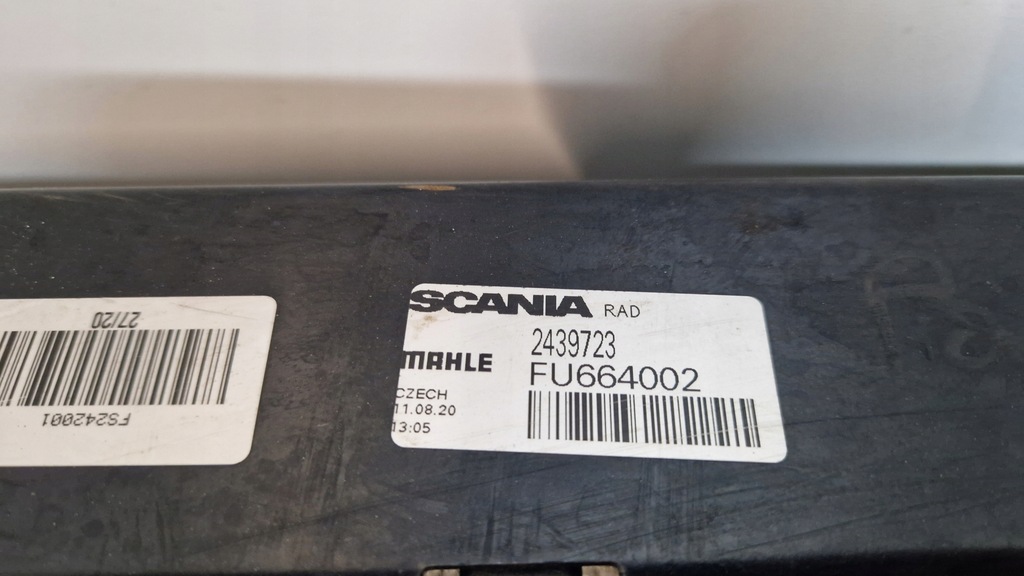 27/20
FS242001
SCANIA RAD
2439723
MAHLE
FU664002
CZECH
11.08.20
13:05